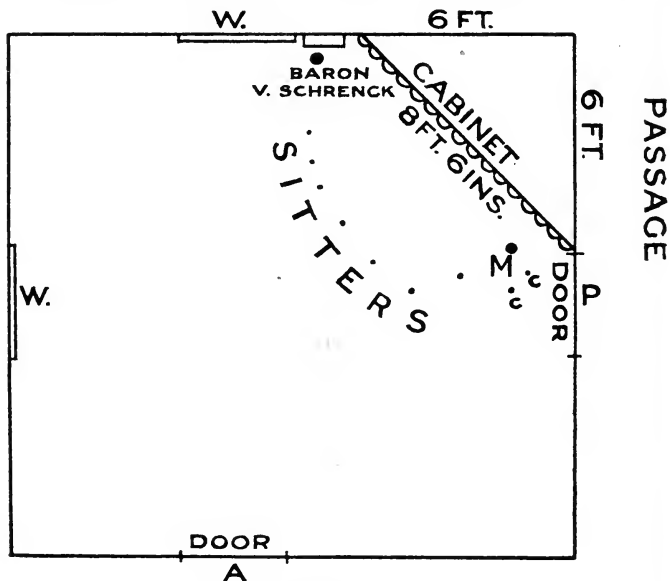 W.
6 FT.
BARON
V. SCHRENCK
CABINET
8 FT. 6 INS.
6 FT.
PASSAGE
SITTERS
M
C
C
DOOR
P
W.
DOOR
A